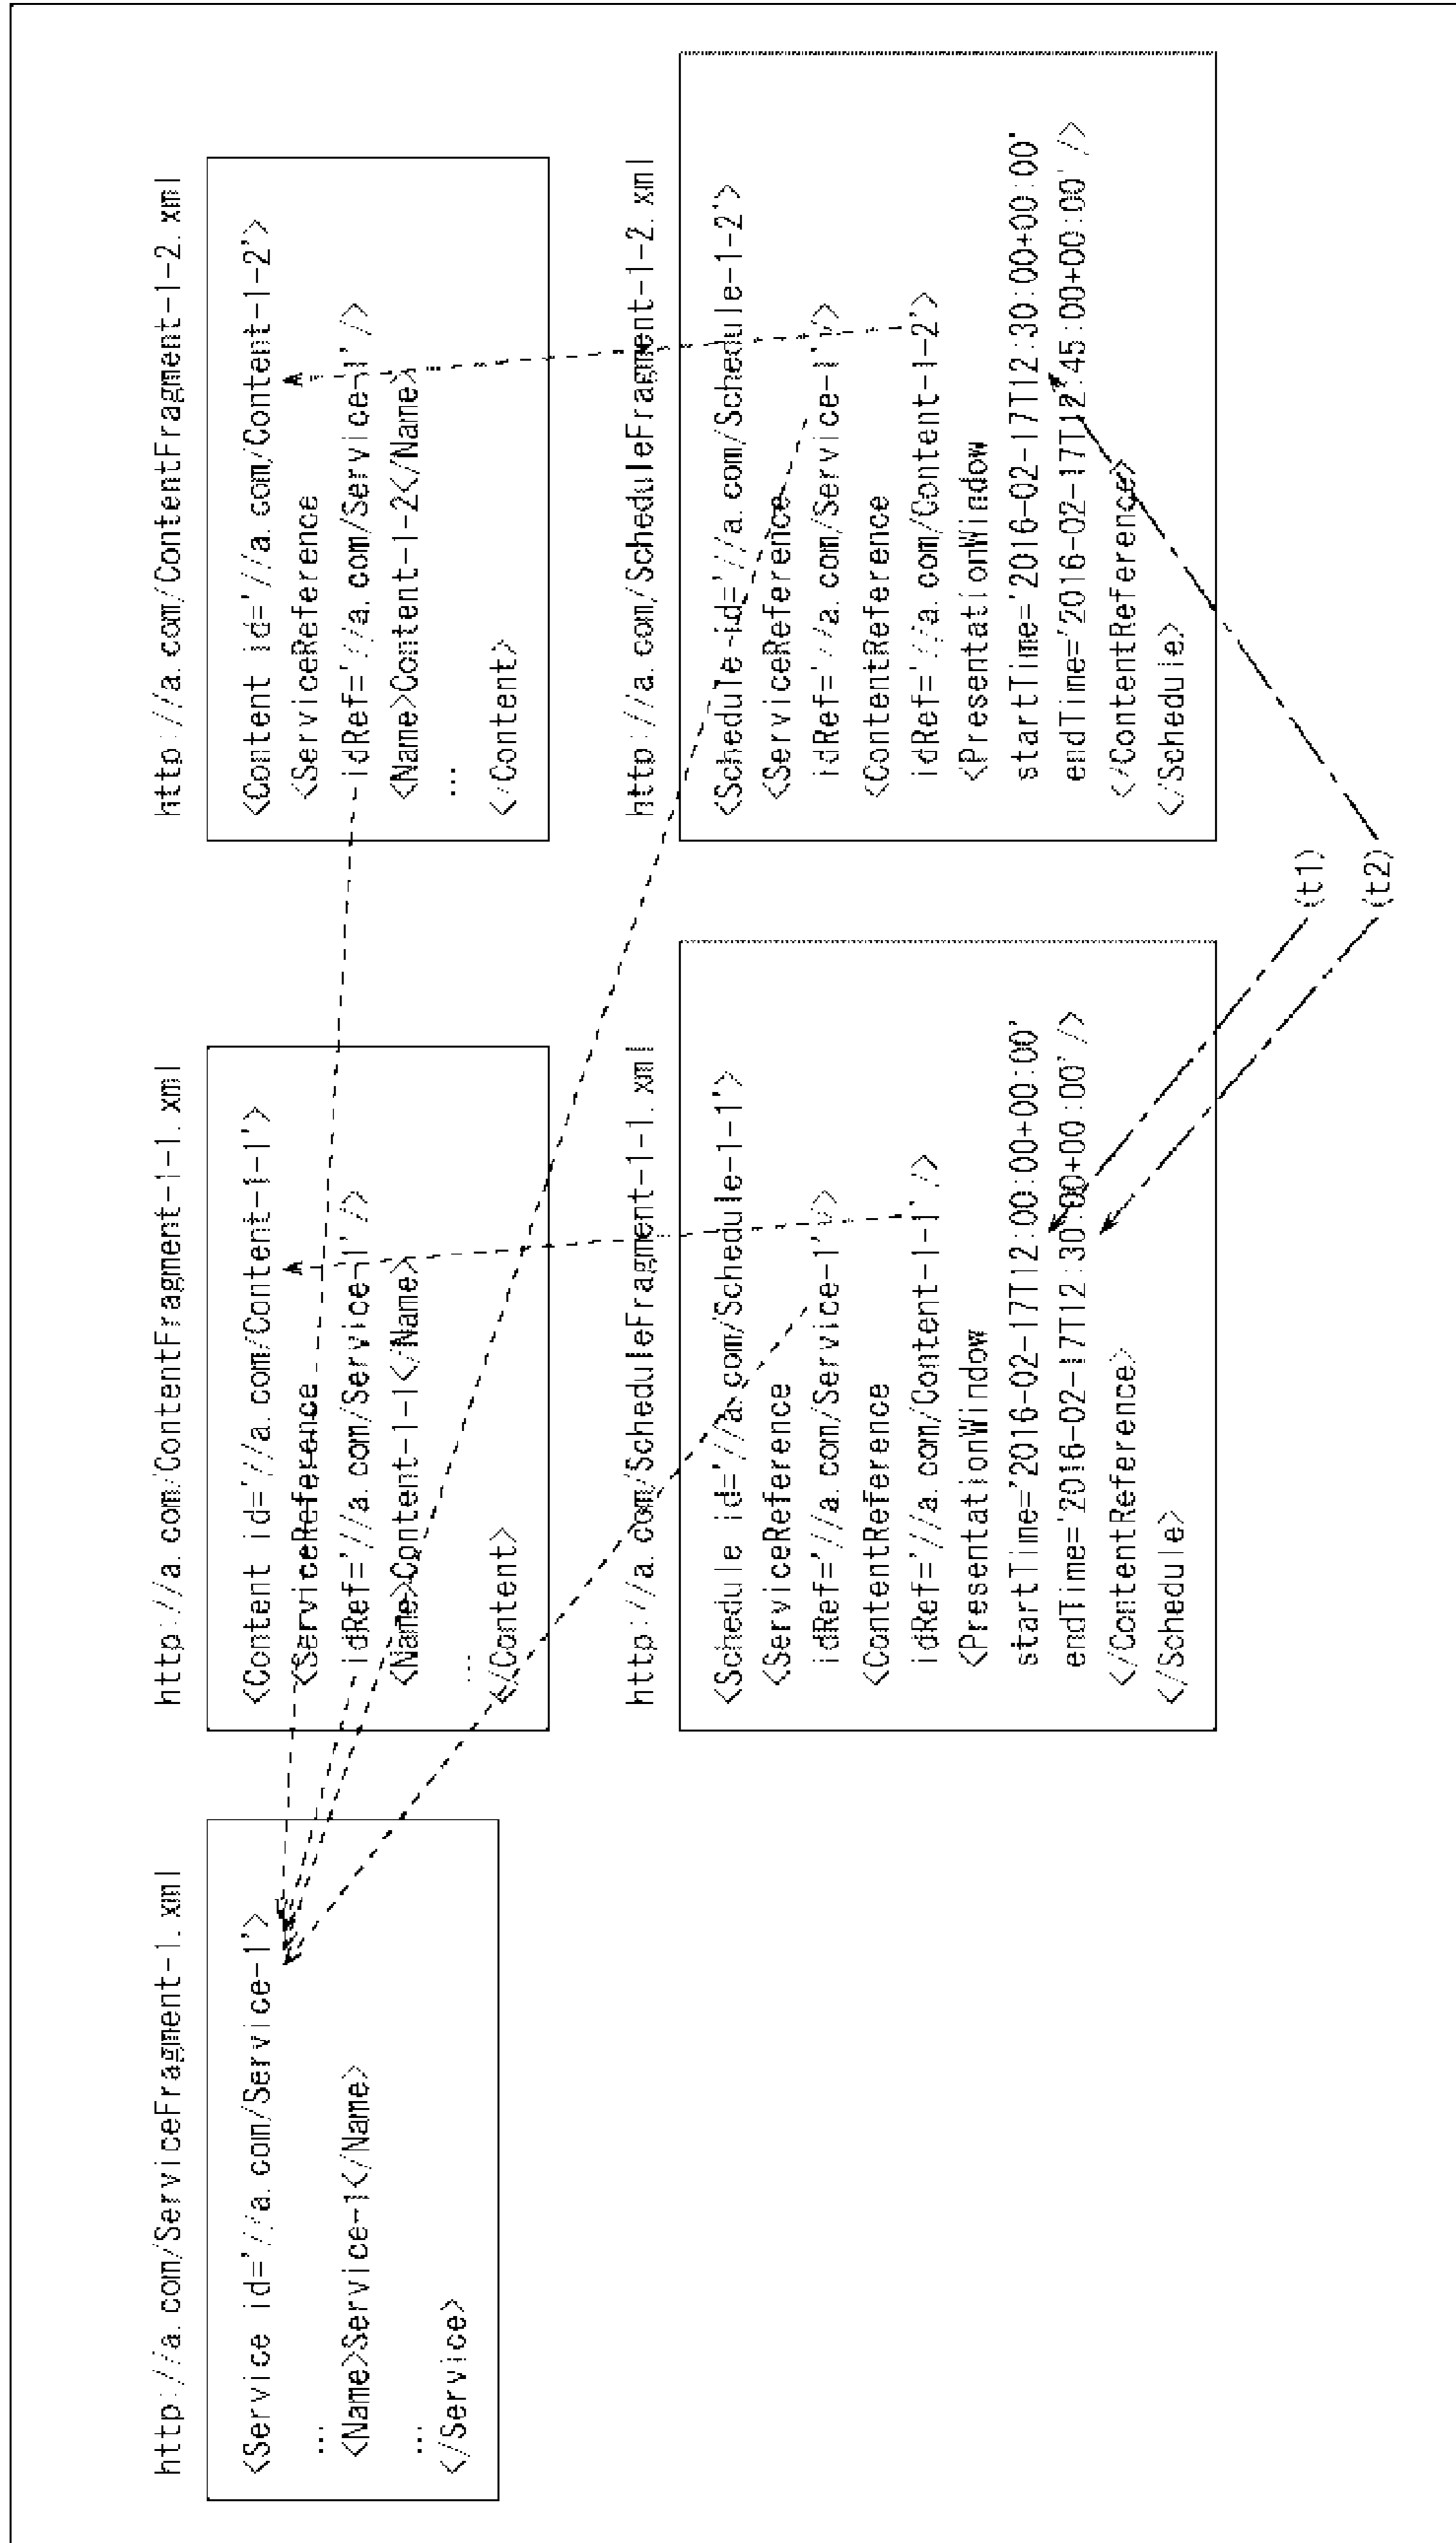 http://a.com/ServiceFragment-1.xml
<Service id='//a.com/Service-1'>
...
<Name>Service-1</Name>
...
</Service>
http://a.com/ContentFragment-1-1.xml
<Content id='//a.com/Content-1-1'>
<ServiceReference
idRef='//a.com/Service-1'/>
<Name>Content-1-1</Name>
...
</Content>
http://a.com/ContentFragment-1-2.xml
<Content id='//a.com/Content-1-2'>
<ServiceReference
idRef='//a.com/Service-1'/>
<Name>Content-1-2</Name>
...
</Content>
http://a.com/ScheduleFragment-1-1.xml
<Schedule id='//a.com/Schedule-1-1'>
<ServiceReference
idRef='//a.com/Service-1'/>
<ContentReference
idRef='//a.com/Content-1-1'/>
<PresentationWindow
startTime='2016-02-17T12:00:00+00:00'
endTime='2016-02-17T12:30:00+00:00'/>
</ContentReference>
</Schedule>
http://a.com/ScheduleFragment-1-2.xml
<Schedule id='//a.com/Schedule-1-2'>
<ServiceReference
idRef='//a.com/Service-1'/>
<ContentReference
idRef='//a.com/Content-1-2'>
<PresentationWindow
startTime='2016-02-17T12:30:00+00:00'
endTime='2016-02-17T12:45:00+00:00'/>
</ContentReference>
</Schedule>
(t1)
(t2)